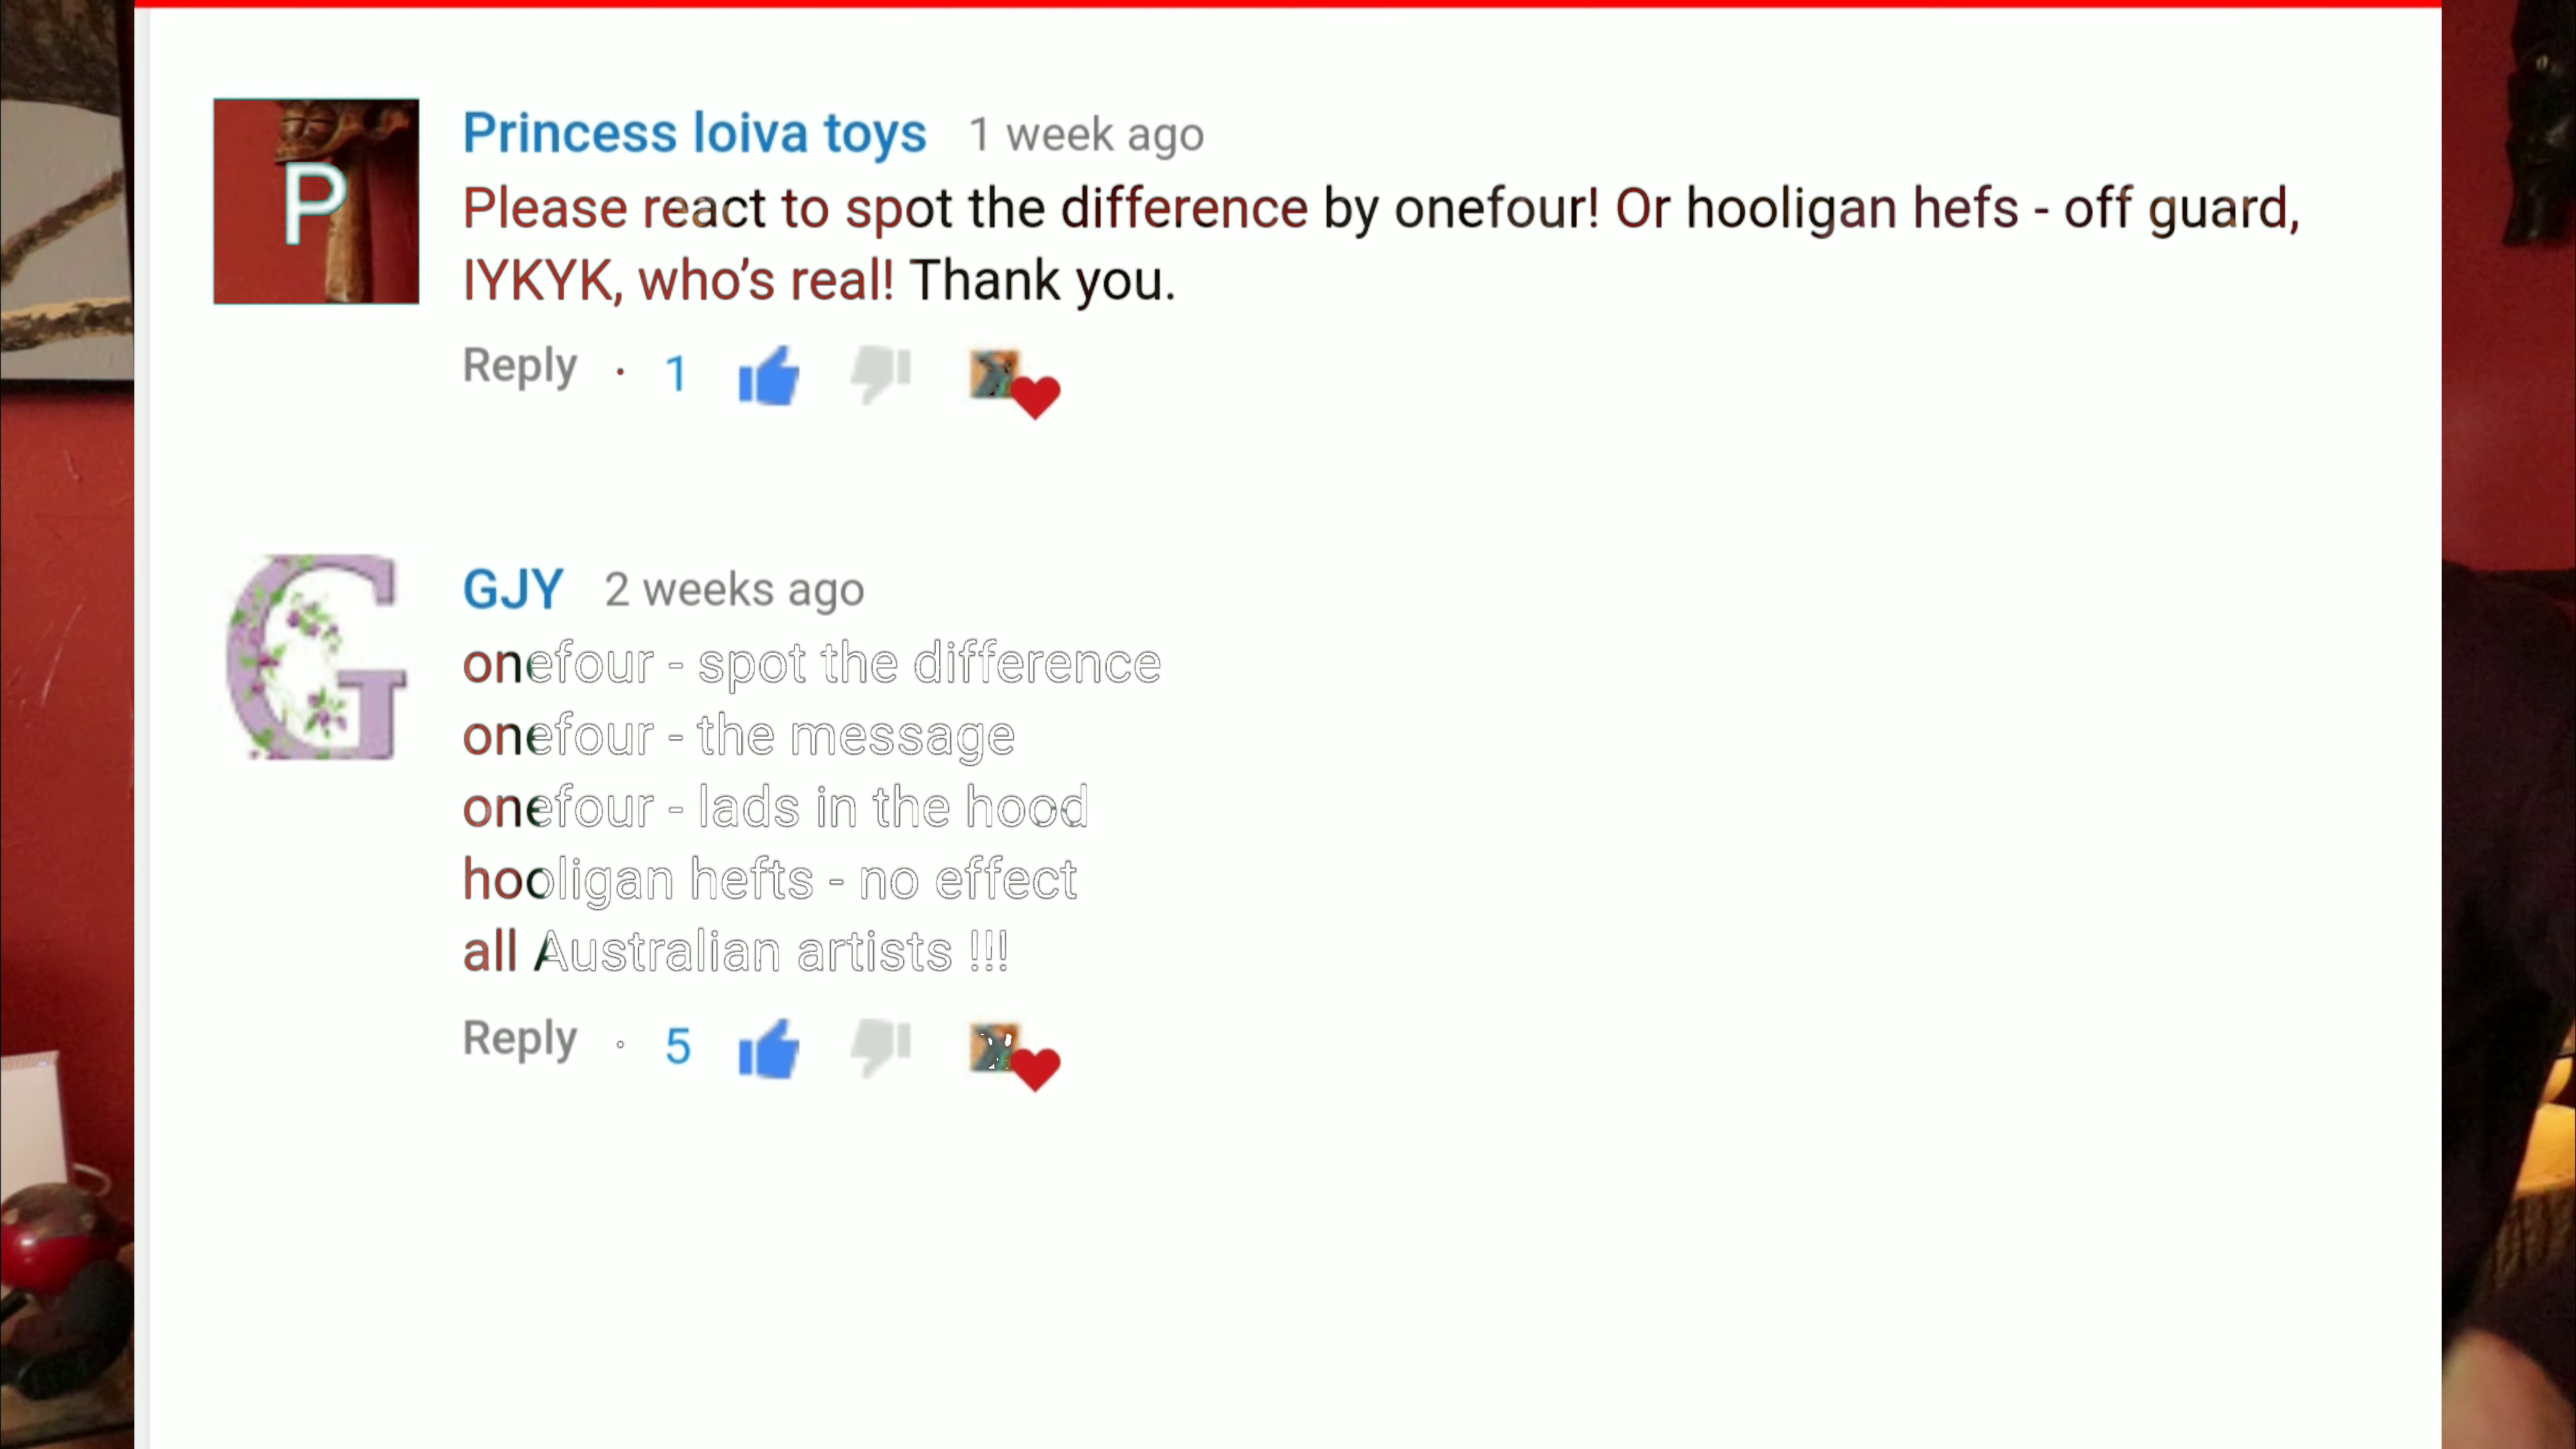 P
Princess loiva toys 1 week ago
Please react to spot the difference by onefour! Or hooligan hefs - off guard,
IYKYK, who's real! Thank you.
Reply · 1
G
GJY 2 weeks ago
onefour - spot the difference
onefour - the message
onefour - lads in the hood
hooligan hefts - no effect
all Australian artists !!!
Reply · 5